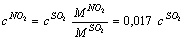 c^{NO_2} = c^{SO_2} \frac{M^{NO_2}}{M^{SO_2}} = 0,017 c^{SO_2}